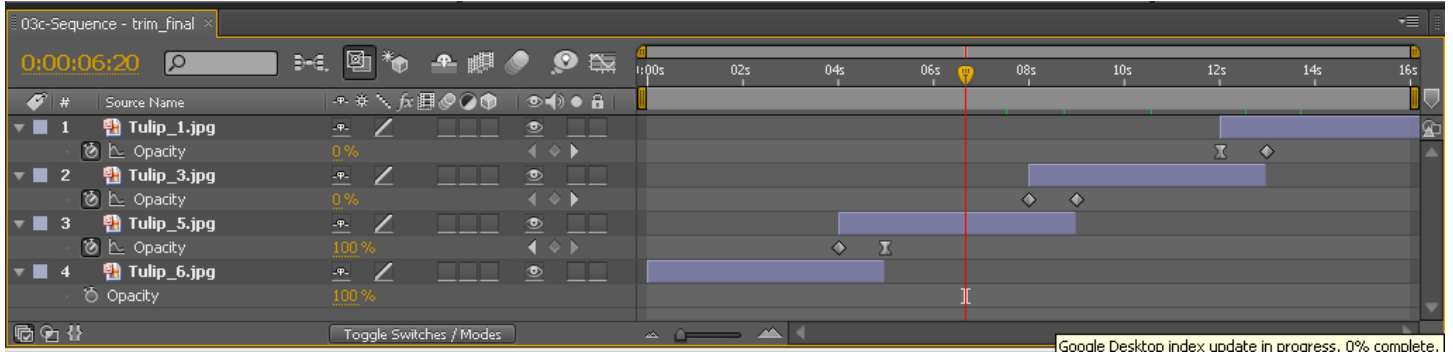 03c-Sequence - trim_final ×
0:00:06:20
):00s 02s 04s 06s 08s 10s 12s 14s 16s
# Source Name fx
1 Tulip_1.jpg
Opacity 0%
2 Tulip_3.jpg
Opacity 0%
3 Tulip_5.jpg
Opacity 100%
4 Tulip_6.jpg
Opacity 100%
Toggle Switches / Modes
Google Desktop index update in progress. 0% complete.